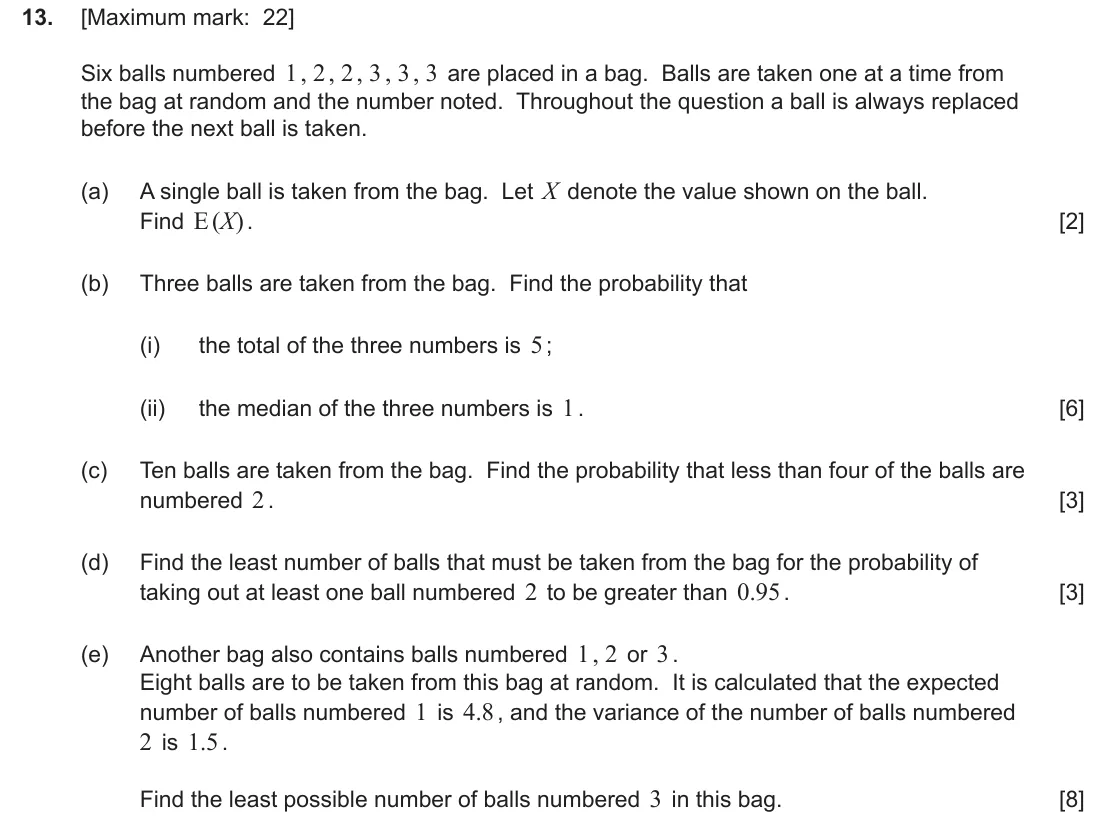 13. [Maximum mark: 22]
Six balls numbered 1, 2, 2, 3, 3, 3 are placed in a bag. Balls are taken one at a time from
the bag at random and the number noted. Throughout the question a ball is always replaced
before the next ball is taken.
(a) A single ball is taken from the bag. Let X denote the value shown on the ball.
Find E(X). [2]
(b) Three balls are taken from the bag. Find the probability that
(i) the total of the three numbers is 5;
(ii) the median of the three numbers is 1. [6]
(c) Ten balls are taken from the bag. Find the probability that less than four of the balls are
numbered 2. [3]
(d) Find the least number of balls that must be taken from the bag for the probability of
taking out at least one ball numbered 2 to be greater than 0.95. [3]
(e) Another bag also contains balls numbered 1, 2 or 3.
Eight balls are to be taken from this bag at random. It is calculated that the expected
number of balls numbered 1 is 4.8, and the variance of the number of balls numbered
2 is 1.5.
Find the least possible number of balls numbered 3 in this bag. [8]